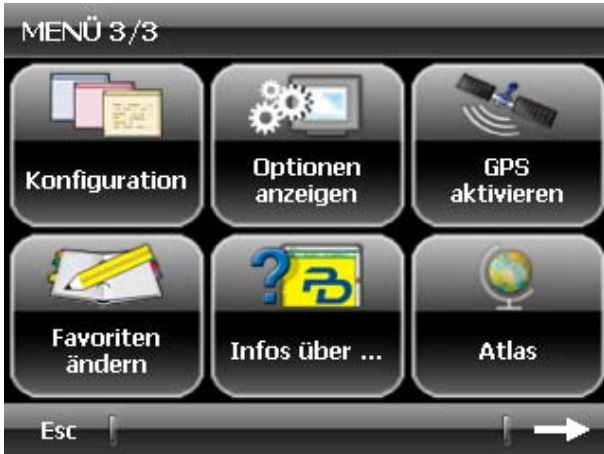 MENÜ 3/3
Konfiguration
Optionen
anzeigen
GPS
aktivieren
Favoriten
ändern
Infos über ...
Atlas
Esc